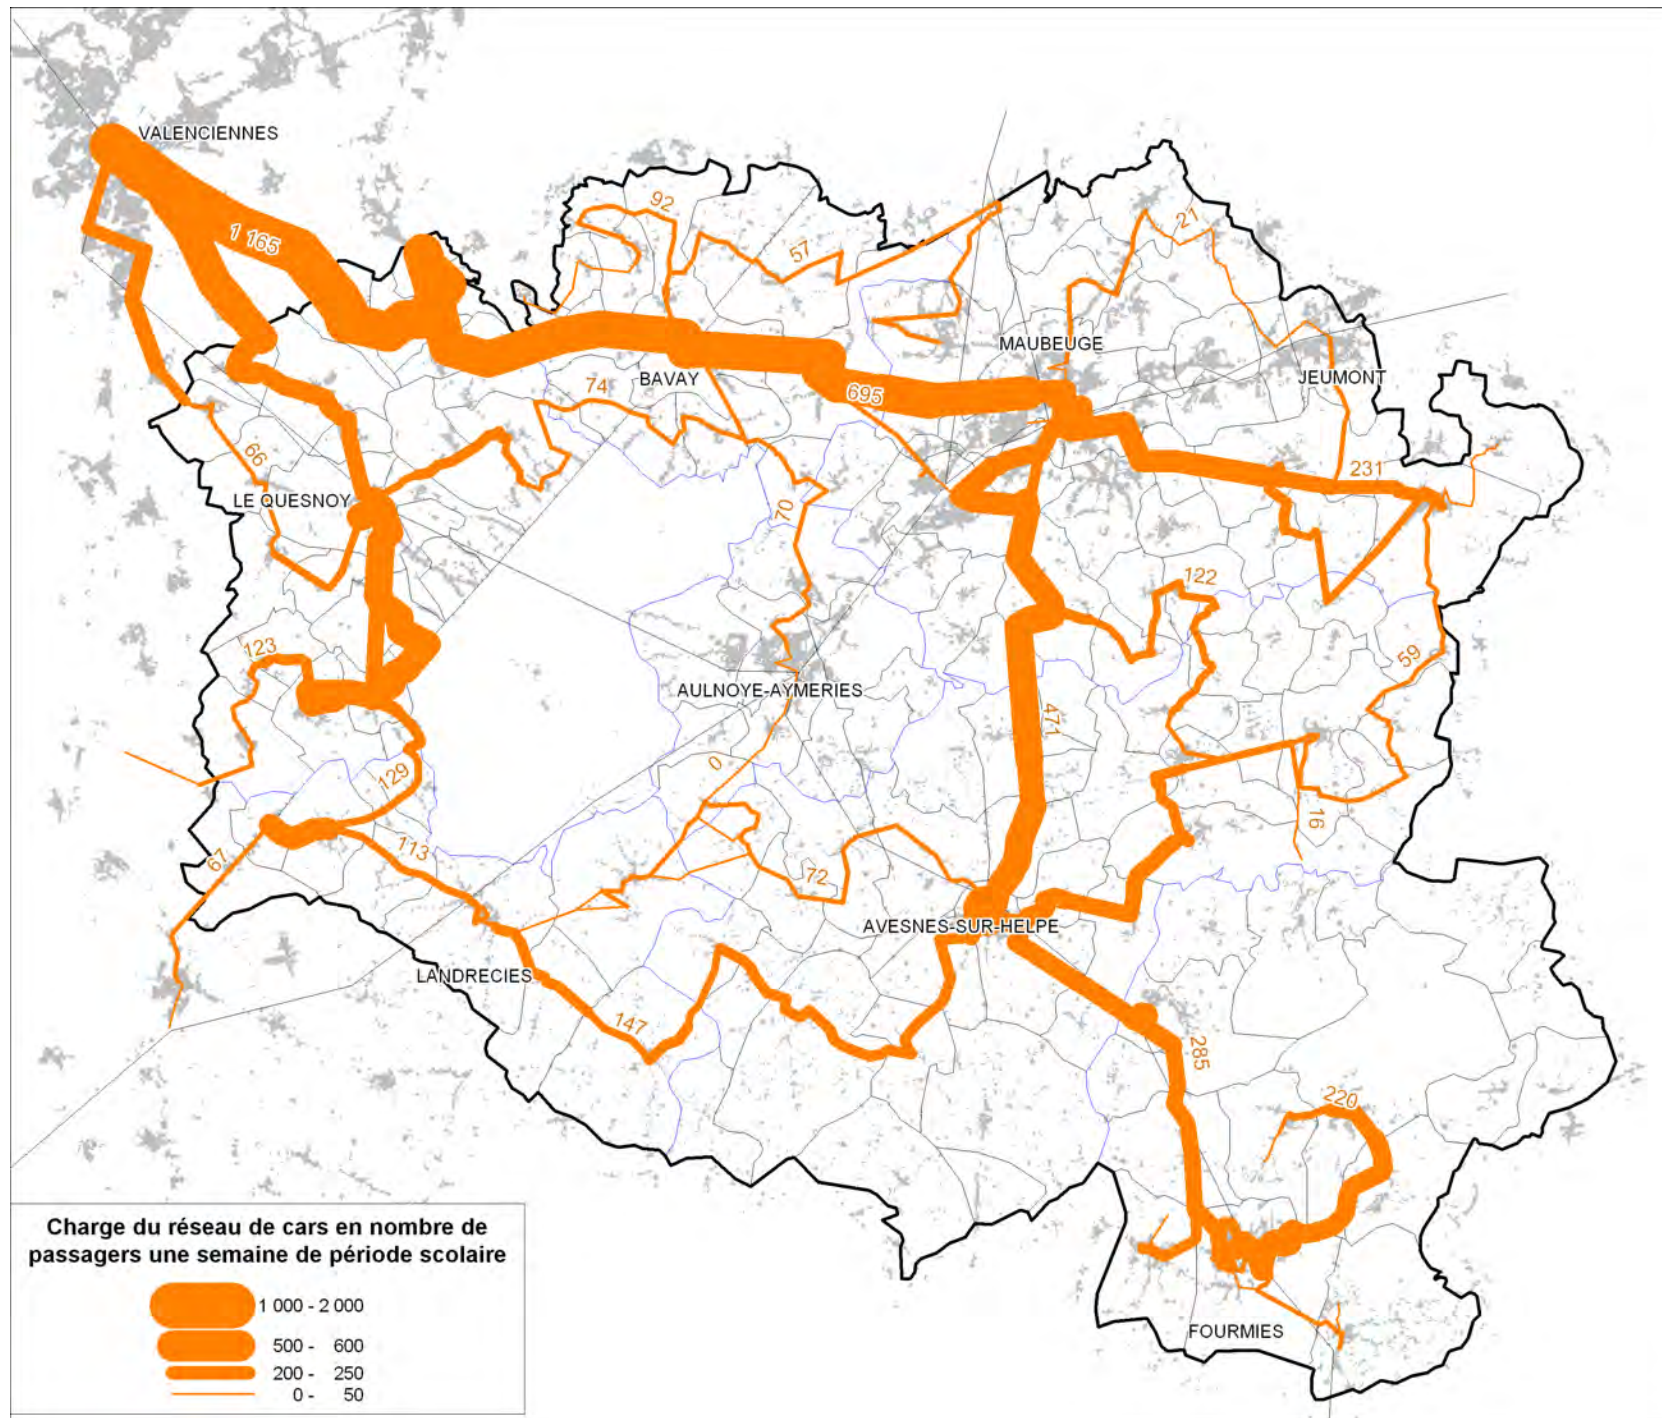 VALENCIENNES
92
21
1 165
57
MAUBEUGE
BAVAY
74
695
JEUMONT
66
231
LE QUESNOY
70
122
123
59
AULNOYE-AYMERIES
471
0
129
16
113
67
72
AVESNES-SUR-HELPE
LANDRECIES
147
285
220
FOURMIES
Charge du réseau de cars en nombre de
passagers une semaine de période scolaire
1 000 - 2 000
500 - 600
200 - 250
0 - 50